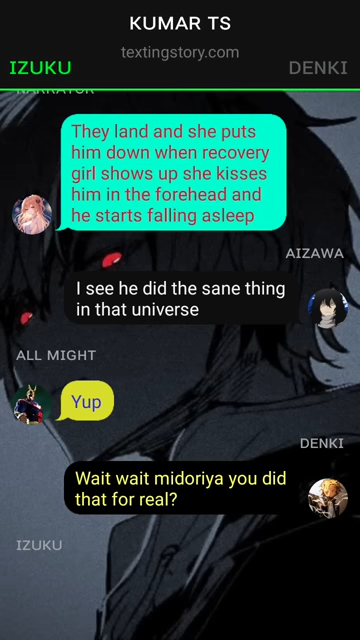 KUMAR TS
textingstory.com
IZUKU
DENKI
NARRATOR
They land and she puts
him down when recovery
girl shows up she kisses
him in the forehead and
he starts falling asleep
AIZAWA
I see he did the sane thing
in that universe
ALL MIGHT
Yup
DENKI
Wait wait midoriya you did
that for real?
IZUKU